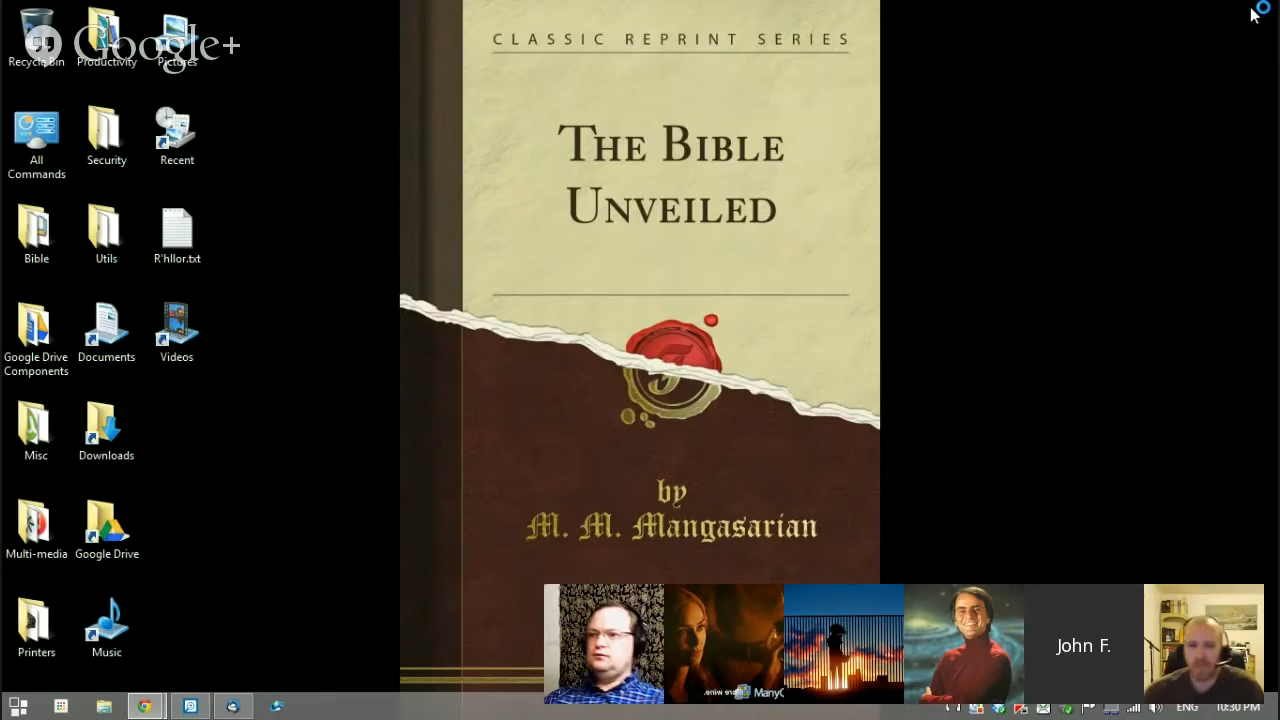 Google+
Recycle Bin
Productivity
Pictures
All
Commands
Security
Recent
Bible
Utils
R'hllor.txt
Google Drive
Components
Documents
Videos
Misc
Downloads
Multi-media
Google Drive
Printers
Music
CLASSIC REPRINT SERIES
THE BIBLE
UNVEILED
by
M. M. Mangasarian
John F.
ENG
10:30 PM